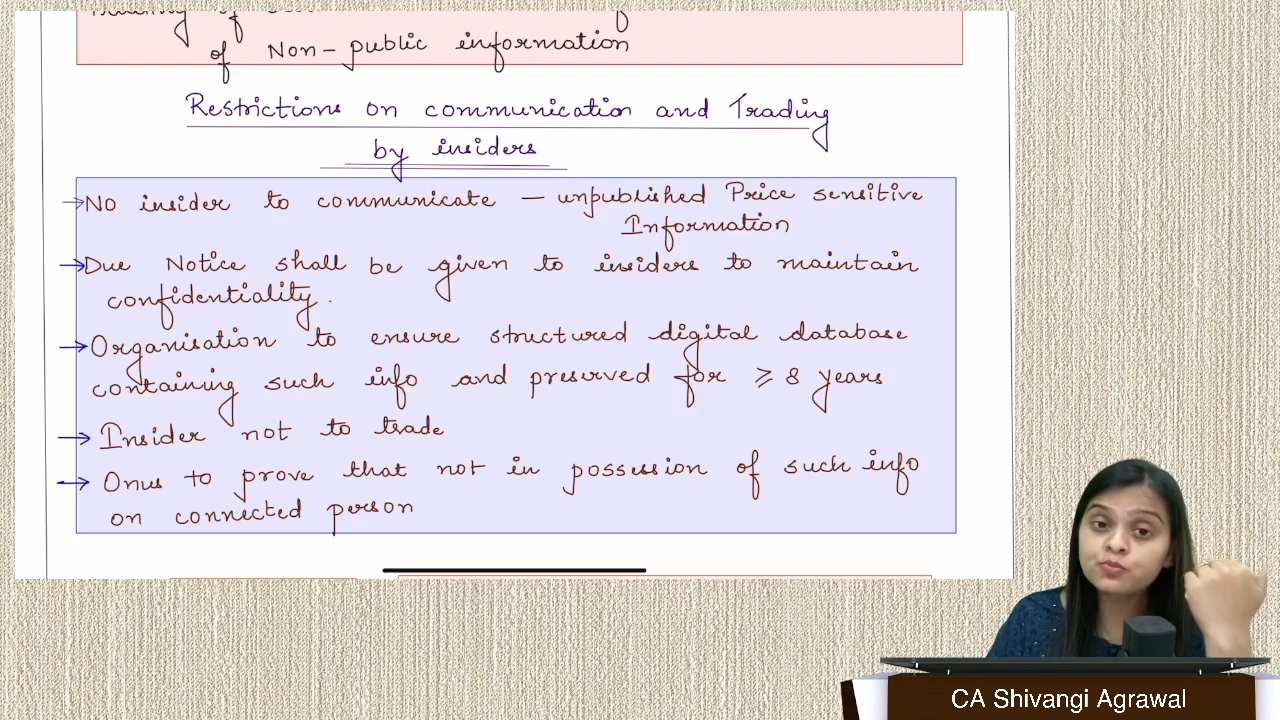 of Non-public information
Restrictions on communication and Trading
by insiders
→ No insider to communicate — unpublished Price sensitive
Information
→ Due Notice shall be given to insiders to maintain
confidentiality.
→ Organisation to ensure structured digital database
containing such info and preserved for ⩾ 8 years
→ Insider not to trade
→ Onus to prove that not in possession of such info
on connected person
CA Shivangi Agrawal